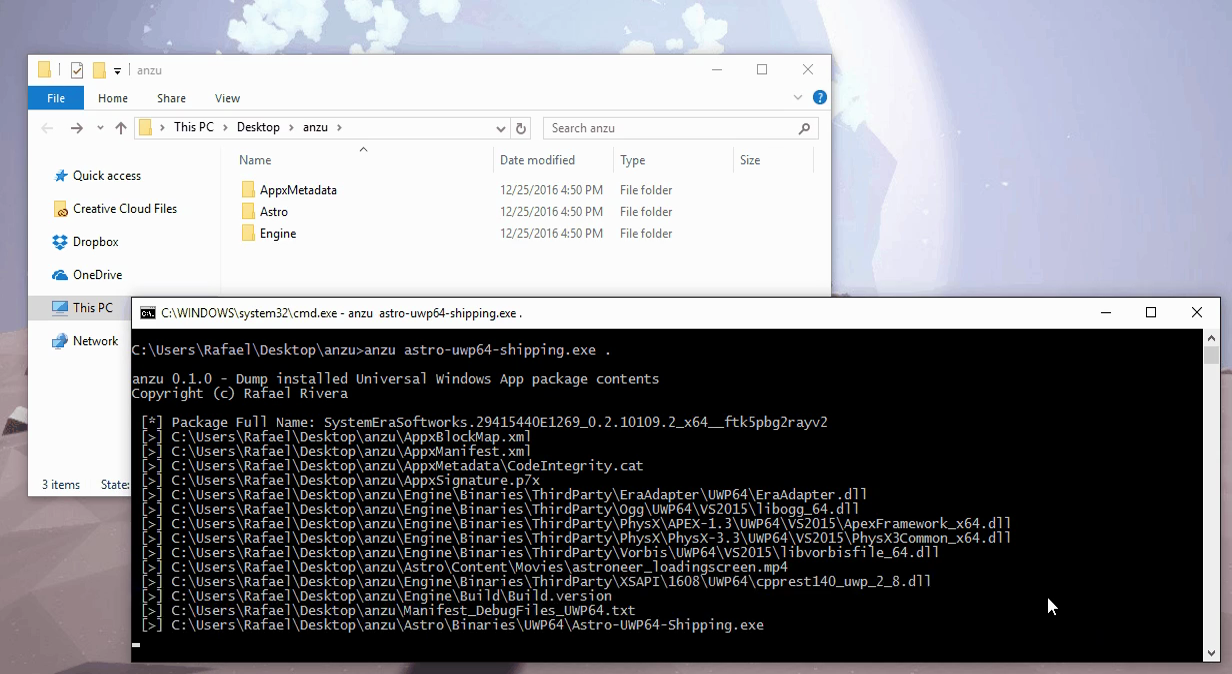 anzu
File Home Share View
This PC > Desktop > anzu >
Search anzu
Name Date modified Type Size
Quick access
AppxMetadata 12/25/2016 4:50 PM File folder
Creative Cloud Files
Astro 12/25/2016 4:50 PM File folder
Engine 12/25/2016 4:50 PM File folder
Dropbox
OneDrive
This PC
Network
3 items State:
C:\WINDOWS\system32\cmd.exe - anzu  astro-uwp64-shipping.exe .
C:\Users\Rafael\Desktop\anzu>anzu astro-uwp64-shipping.exe .
anzu 0.1.0 - Dump installed Universal Windows App package contents
Copyright (c) Rafael Rivera
[*] Package Full Name: SystemEraSoftworks.29415440E1269_0.2.10109.2_x64__ftk5pbg2rayv2
[>] C:\Users\Rafael\Desktop\anzu\AppxBlockMap.xml
[>] C:\Users\Rafael\Desktop\anzu\AppxManifest.xml
[>] C:\Users\Rafael\Desktop\anzu\AppxMetadata\CodeIntegrity.cat
[>] C:\Users\Rafael\Desktop\anzu\AppxSignature.p7x
[>] C:\Users\Rafael\Desktop\anzu\Engine\Binaries\ThirdParty\EraAdapter\UWP64\EraAdapter.dll
[>] C:\Users\Rafael\Desktop\anzu\Engine\Binaries\ThirdParty\Ogg\UWP64\VS2015\libogg_64.dll
[>] C:\Users\Rafael\Desktop\anzu\Engine\Binaries\ThirdParty\PhysX\APEX-1.3\UWP64\VS2015\ApexFramework_x64.dll
[>] C:\Users\Rafael\Desktop\anzu\Engine\Binaries\ThirdParty\PhysX\PhysX-3.3\UWP64\VS2015\PhysX3Common_x64.dll
[>] C:\Users\Rafael\Desktop\anzu\Engine\Binaries\ThirdParty\Vorbis\UWP64\VS2015\libvorbisfile_64.dll
[>] C:\Users\Rafael\Desktop\anzu\Astro\Content\Movies\astroneer_loadingscreen.mp4
[>] C:\Users\Rafael\Desktop\anzu\Engine\Binaries\ThirdParty\XSAPI\1608\UWP64\cpprest140_uwp_2_8.dll
[>] C:\Users\Rafael\Desktop\anzu\Engine\Build\Build.version
[>] C:\Users\Rafael\Desktop\anzu\Manifest_DebugFiles_UWP64.txt
[>] C:\Users\Rafael\Desktop\anzu\Astro\Binaries\UWP64\Astro-UWP64-Shipping.exe